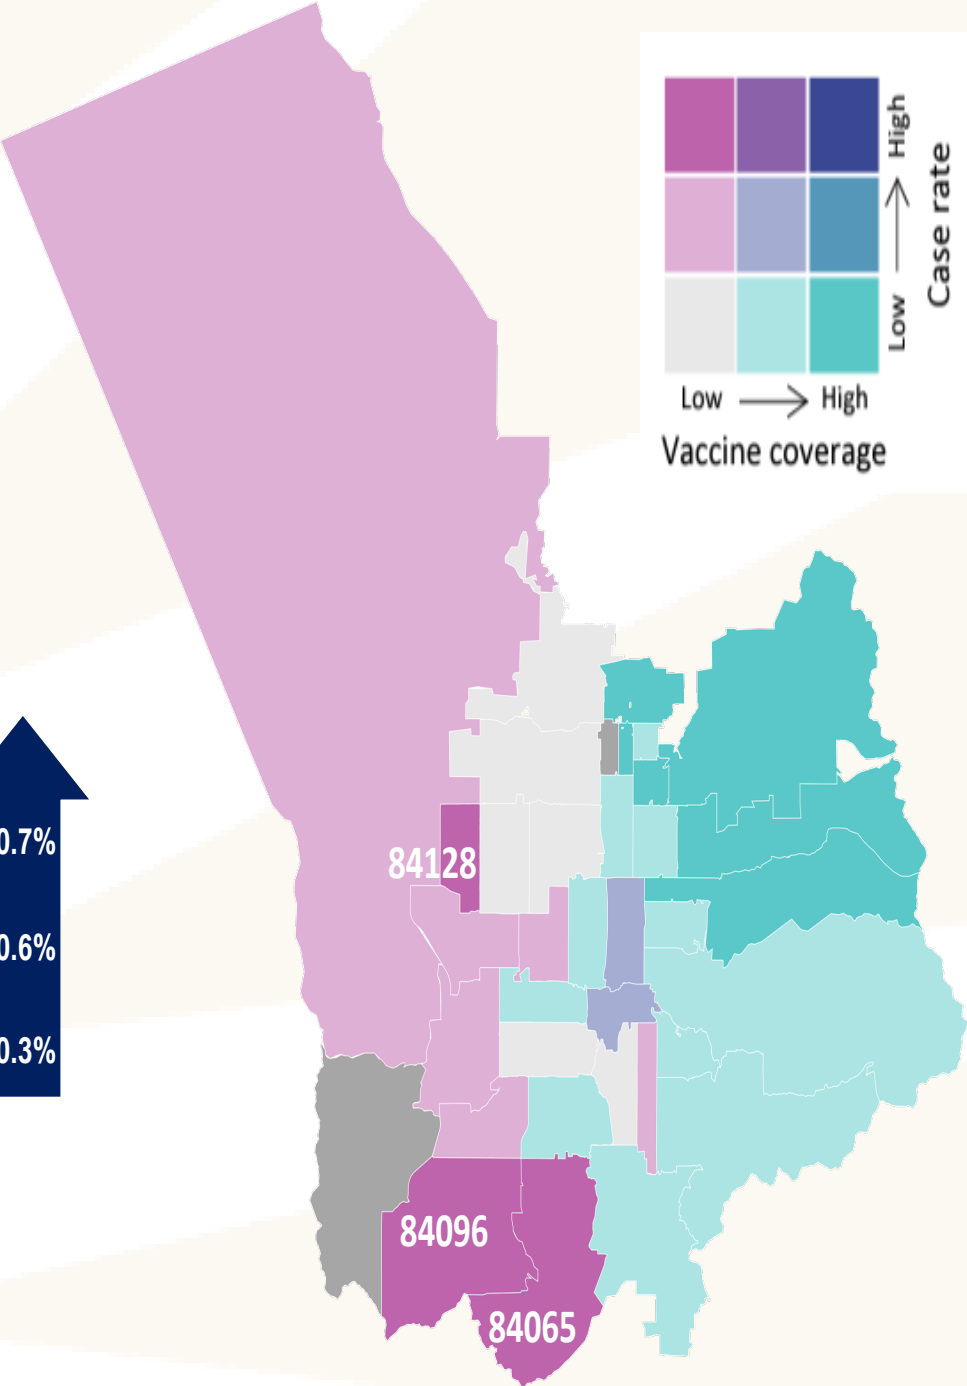 High
Low
Case rate
Low
High
Vaccine coverage
0.7%
84128
0.6%
0.3%
84096
84065